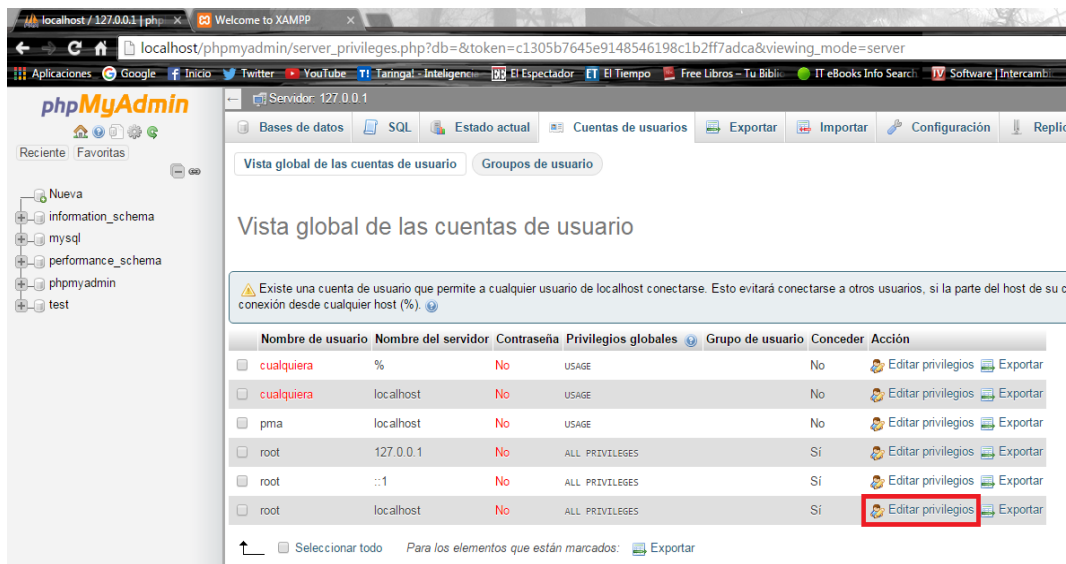 localhost / 127.0.0.1 | php Welcome to XAMPP
localhost/phpmyadmin/server_privileges.php?db=&token=c1305b7645e9148546198c1b2ff7adca&viewing_mode=server
Aplicaciones Google Inicio Twitter YouTube T! Taringa! - Inteligencia El Espectador ET El Tiempo Free Libros – Tu Biblic IT eBooks Info Search Software | Intercambi
phpMyAdmin
Reciente Favoritas
Nueva
information_schema
mysql
performance_schema
phpmyadmin
test
Servidor: 127.0.0.1
Bases de datos SQL Estado actual Cuentas de usuarios Exportar Importar Configuración Replic
Vista global de las cuentas de usuario Groupos de usuario
Vista global de las cuentas de usuario
Existe una cuenta de usuario que permite a cualquier usuario de localhost conectarse. Esto evitará conectarse a otros usuarios, si la parte del host de su c
conexión desde cualquier host (%).
Nombre de usuario Nombre del servidor Contraseña Privilegios globales Grupo de usuario Conceder Acción
cualquiera % No USAGE No Editar privilegios Exportar
cualquiera localhost No USAGE No Editar privilegios Exportar
pma localhost No USAGE No Editar privilegios Exportar
root 127.0.0.1 No ALL PRIVILEGES Sí Editar privilegios Exportar
root ::1 No ALL PRIVILEGES Sí Editar privilegios Exportar
root localhost No ALL PRIVILEGES Sí Editar privilegios Exportar
Seleccionar todo Para los elementos que están marcados: Exportar